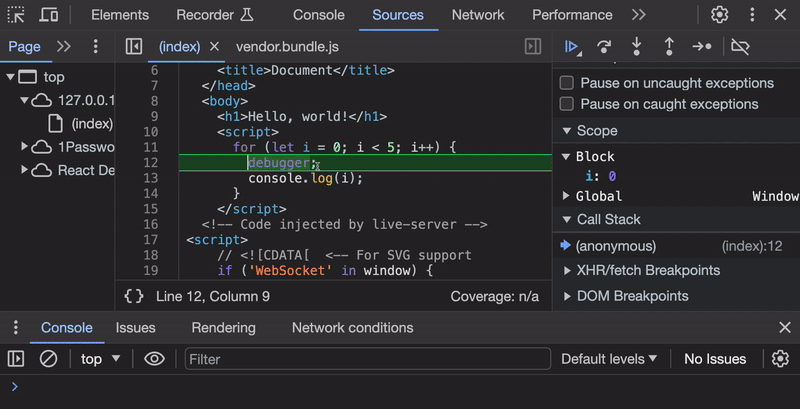 Elements Recorder Console Sources Network Performance
Page (index) vendor.bundle.js
top
127.0.0.1
(index)
1Passwo
React De
6 <title>Document</title>
7 </head>
8 <body>
9 <h1>Hello, world!</h1>
10 <script>
11 for (let i = 0; i < 5; i++) {
12 debugger;
13 console.log(i);
14 }
15 </script>
16 <!-- Code injected by live-server -->
17 <script>
18 // <![CDATA[ <-- For SVG support
19 if ('WebSocket' in window) {
{} Line 12, Column 9 Coverage: n/a
Pause on uncaught exceptions
Pause on caught exceptions
Scope
Block
i: 0
Global Window
Call Stack
(anonymous) (index):12
XHR/fetch Breakpoints
DOM Breakpoints
Console Issues Rendering Network conditions
top Filter Default levels No Issues